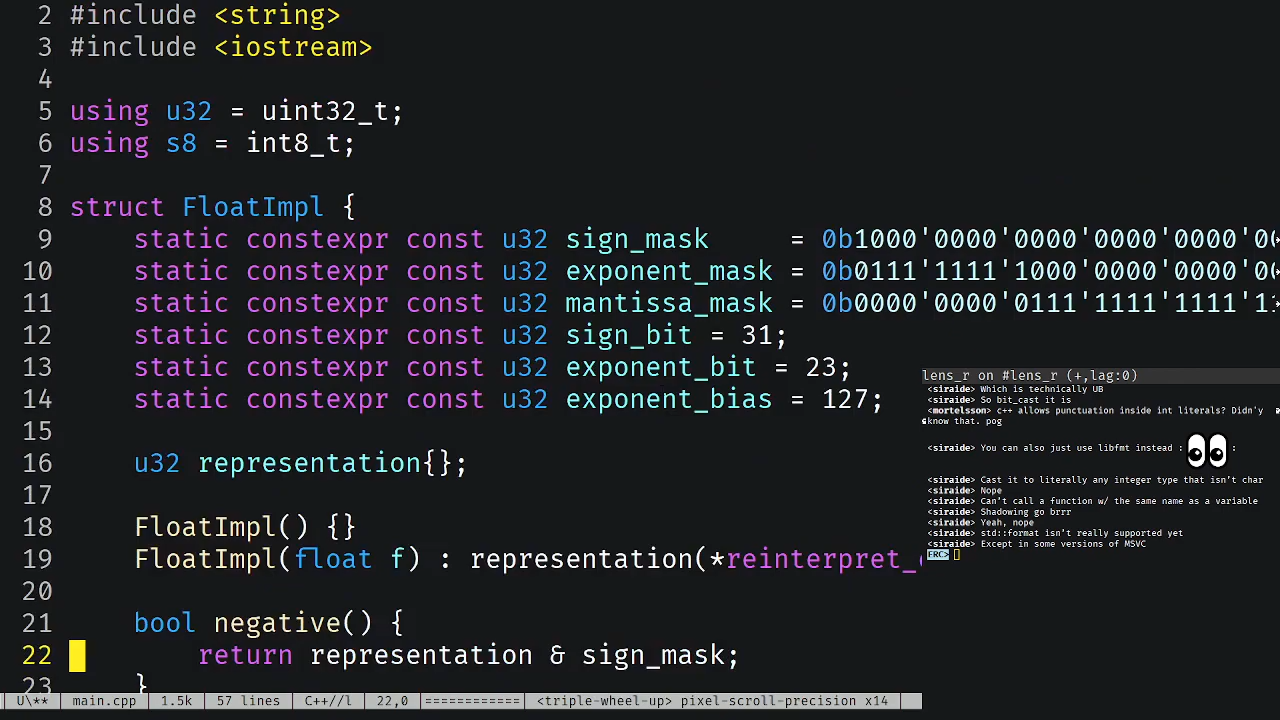 2 #include <string>
3 #include <iostream>
4
5 using u32 = uint32_t;
6 using s8 = int8_t;
7
8 struct FloatImpl {
9 static constexpr const u32 sign_mask = 0b1000'0000'0000'0000'0000'00
10 static constexpr const u32 exponent_mask = 0b0111'1111'1000'0000'0000'00
11 static constexpr const u32 mantissa_mask = 0b0000'0000'0111'1111'1111'11
12 static constexpr const u32 sign_bit = 31;
13 static constexpr const u32 exponent_bit = 23;
14 static constexpr const u32 exponent_bias = 127;
15
16 u32 representation{};
17
18 FloatImpl() {}
19 FloatImpl(float f) : representation(*reinterpret_
20
21 bool negative() {
22 return representation & sign_mask;
23 }
U\** main.cpp 1.5k 57 lines C++//l 22,0 ============ <triple-wheel-up> pixel-scroll-precision x14
lens_r on #lens_r (+,lag:0)
<siraide> Which is technically UB
<siraide> So bit_cast it is
<mortelsson> c++ allows punctuation inside int literals? Didn'y
know that. pog
<siraide> You can also just use libfmt instead : :
<siraide> Cast it to literally any integer type that isn't char
<siraide> Nope
<siraide> Can't call a function w/ the same name as a variable
<siraide> Shadowing go brrr
<siraide> Yeah, nope
<siraide> std::format isn't really supported yet
<siraide> Except in some versions of MSVC
ERC>